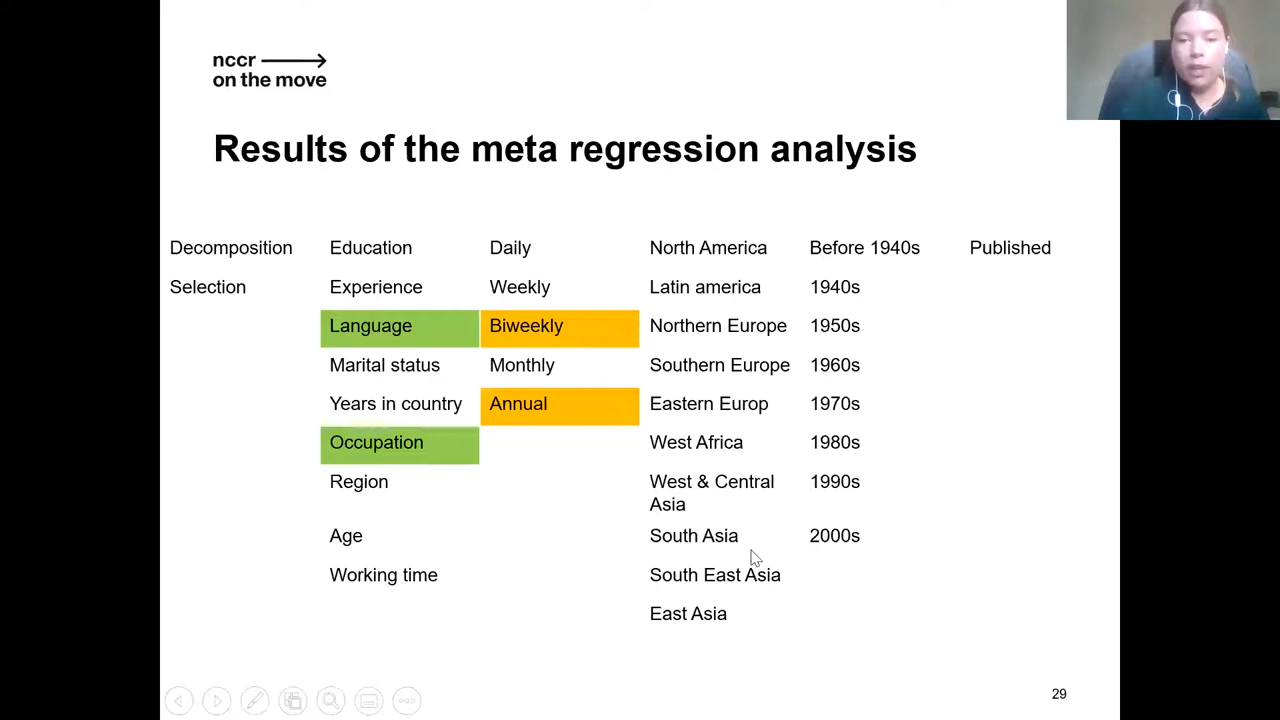 nccr
on the move
Results of the meta regression analysis
Decomposition Education Daily North America Before 1940s Published
Selection Experience Weekly Latin america 1940s
Language Biweekly Northern Europe 1950s
Marital status Monthly Southern Europe 1960s
Years in country Annual Eastern Europ 1970s
Occupation West Africa 1980s
Region West & Central 1990s
Asia
Age South Asia 2000s
Working time South East Asia
East Asia
29